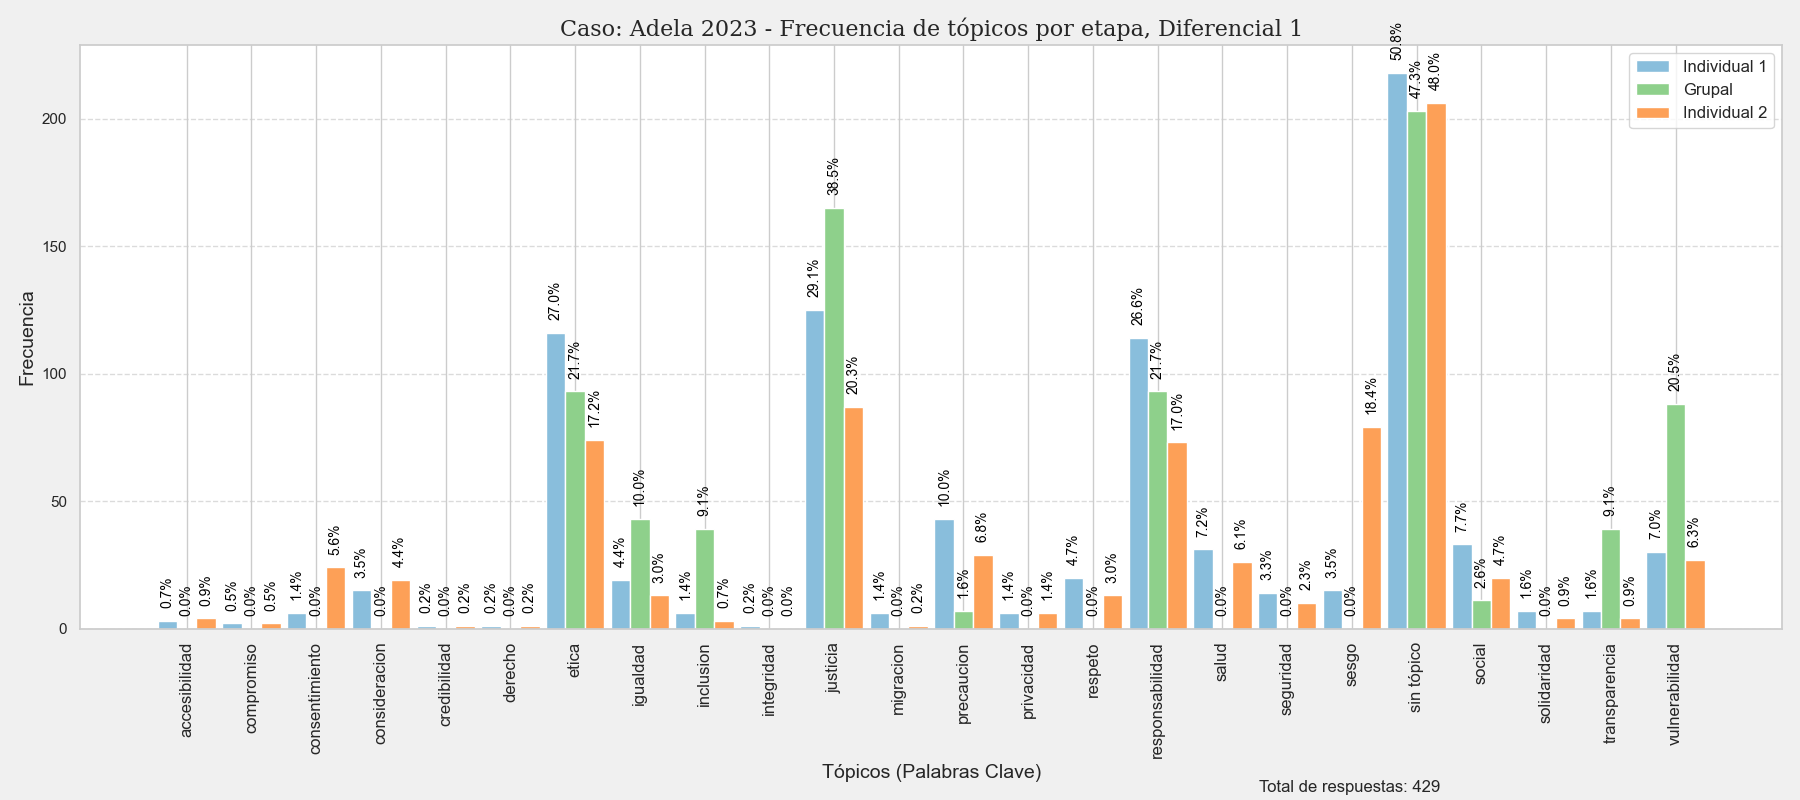 Caso: Adela 2023 - Frecuencia de tópicos por etapa, Diferencial 1
Individual 1
Grupal
Individual 2
Frecuencia
200
150
100
50
0
0.7% 0.0% 0.9%
0.5% 0.0% 0.5%
1.4% 0.0% 5.6%
3.5% 0.0% 4.4%
0.2% 0.0% 0.2%
0.2% 0.0% 0.2%
27.0% 21.7% 17.2%
4.4% 10.0% 3.0%
1.4% 9.1% 0.7%
0.2% 0.0% 0.0%
29.1% 38.5% 20.3%
1.4% 0.0% 0.2%
10.0% 1.6% 6.8%
1.4% 0.0% 1.4%
4.7% 0.0% 3.0%
26.6% 21.7% 17.0%
7.2% 0.0% 6.1%
3.3% 0.0% 2.3%
3.5% 0.0% 18.4%
50.8% 47.3% 48.0%
7.7% 2.6% 4.7%
1.6% 0.0% 0.9%
1.6% 9.1% 0.9%
7.0% 20.5% 6.3%
accesibilidad
compromiso
consentimiento
consideracion
credibilidad
derecho
etica
igualdad
inclusion
integridad
justicia
migracion
precaucion
privacidad
respeto
responsabilidad
salud
seguridad
sesgo
sin tópico
social
solidaridad
transparencia
vulnerabilidad
Tópicos (Palabras Clave)
Total de respuestas: 429